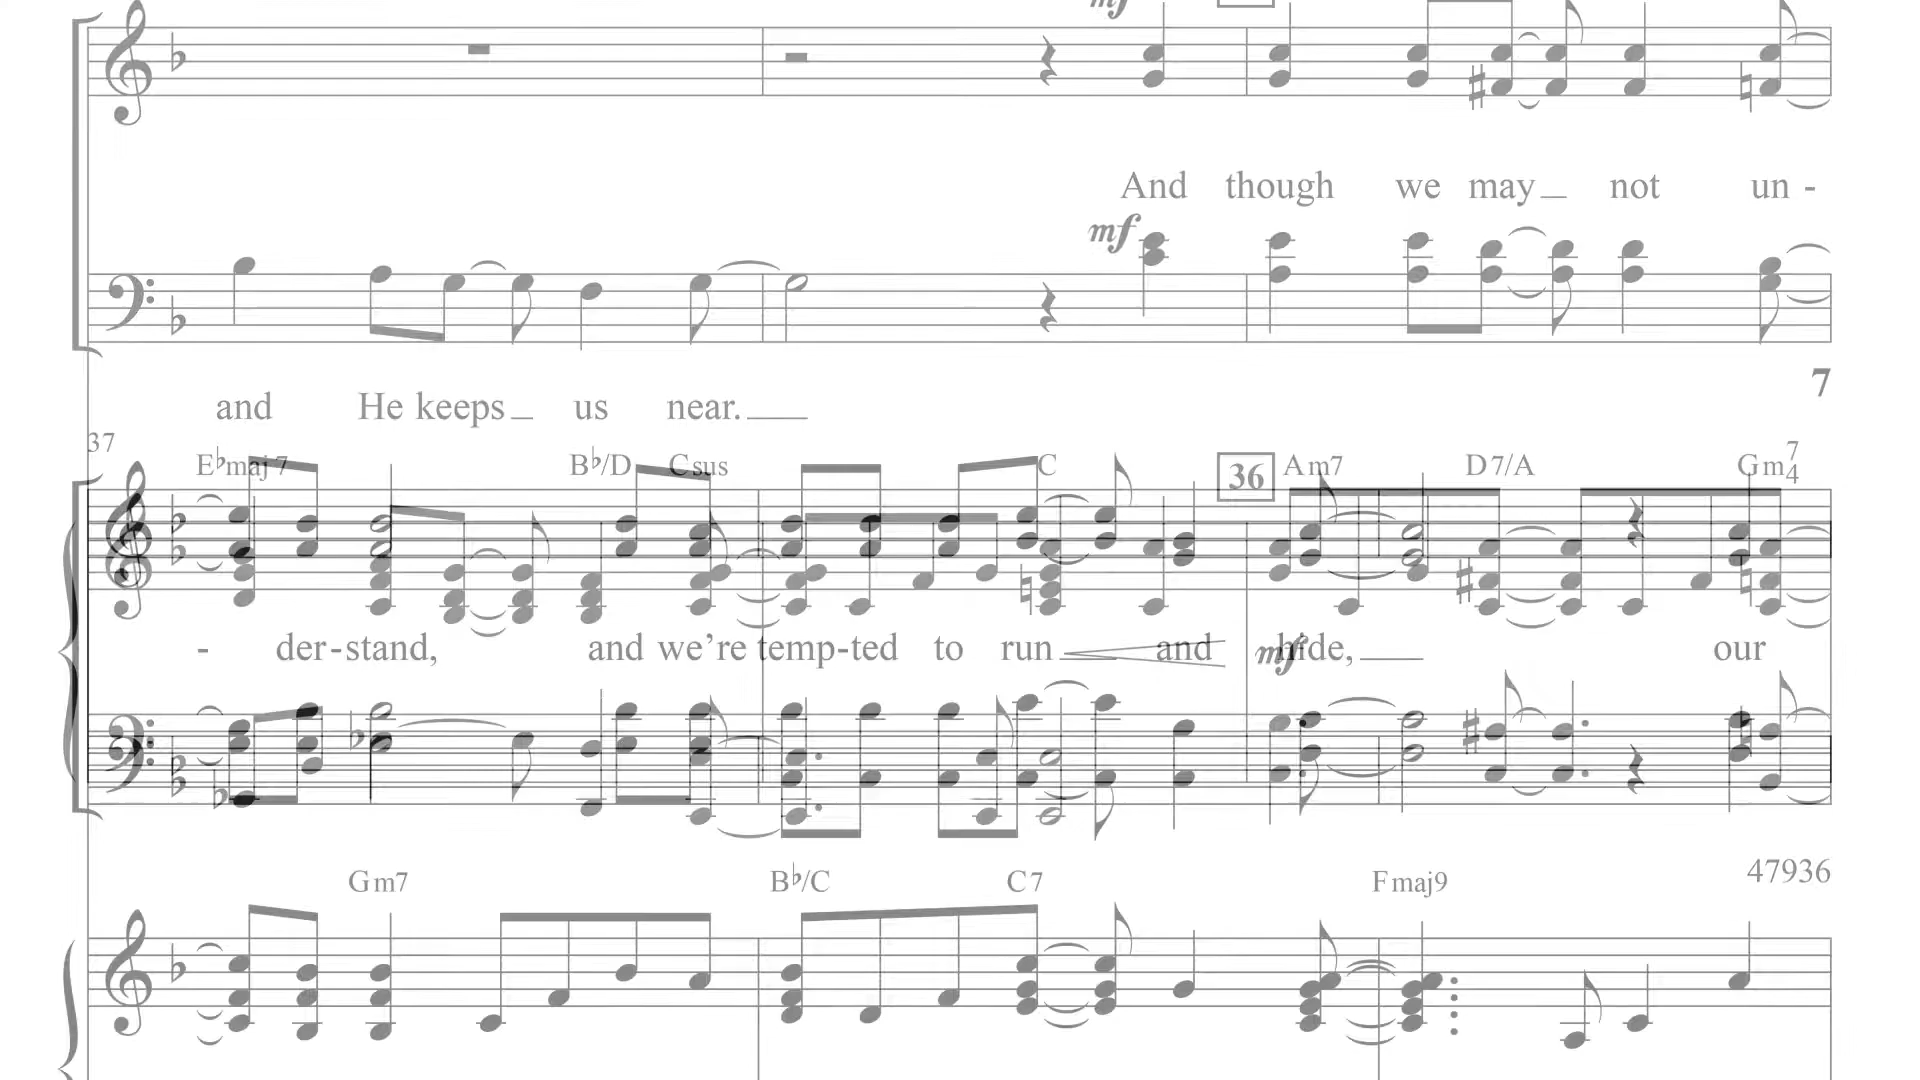 mf
And though we may not un -
mf
7
and He keeps us near.
37
E♭maj7 B♭/D Csus C 36 Am7 D7/A Gm7/4
- der-stand, and we're temp-ted to run and hide, our
mf
Gm7 B♭/C C7 Fmaj9
47936